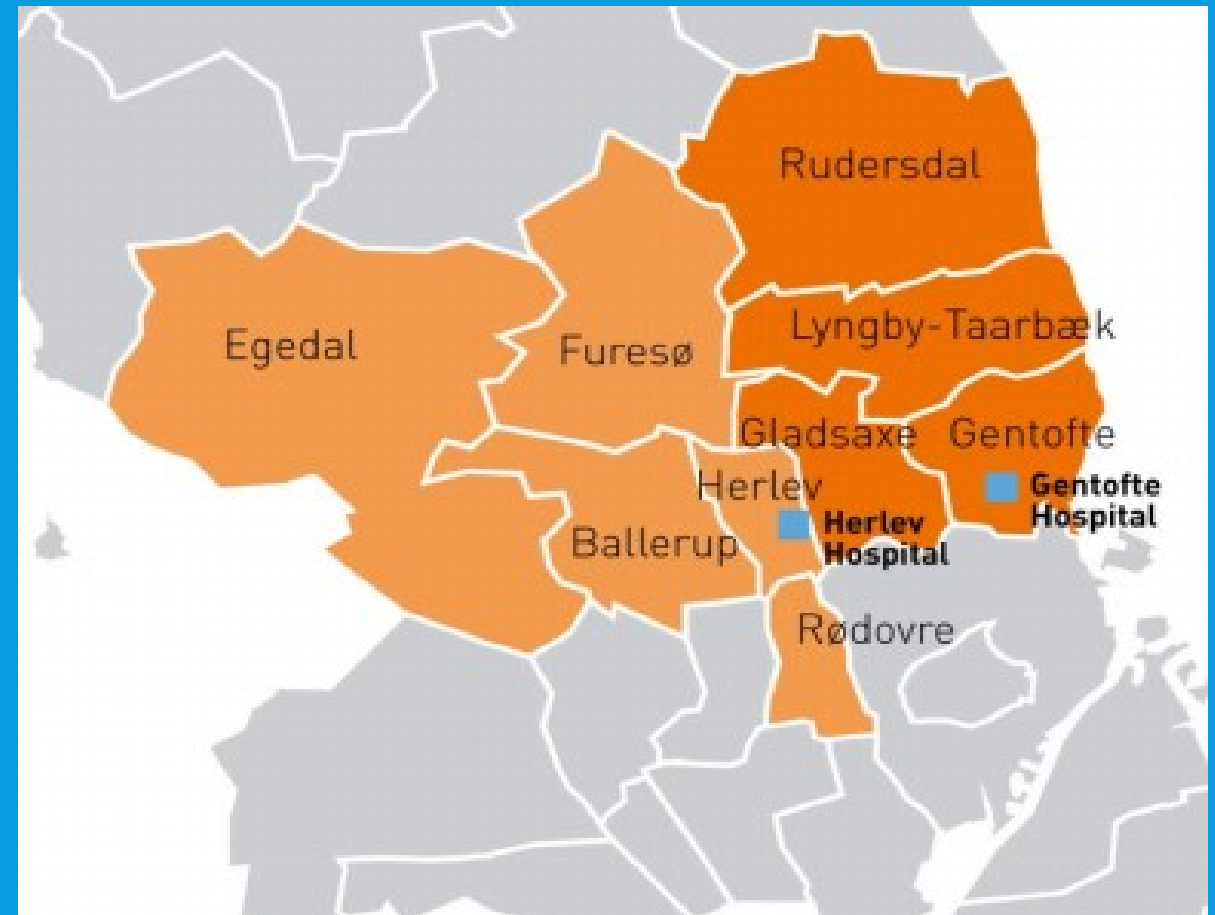 Rudersdal
Lyngby-Taarbæk
Egedal
Furesø
Gladsaxe
Gentofte
Herlev
Gentofte
Hospital
Herlev
Hospital
Ballerup
Rødovre